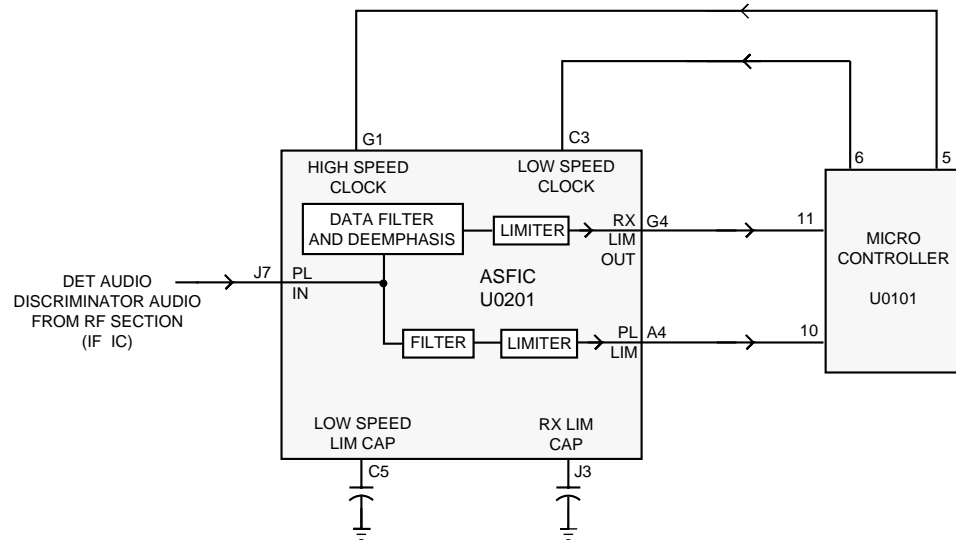 G1
C3
6
5
HIGH SPEED
CLOCK
LOW SPEED
CLOCK
DATA FILTER
AND DEEMPHASIS
LIMITER
RX
LIM
OUT
G4
11
MICRO
CONTROLLER
U0101
DET AUDIO
DISCRIMINATOR AUDIO
FROM RF SECTION
(IF IC)
J7
PL
IN
ASFIC
U0201
FILTER
LIMITER
PL
LIM
A4
10
LOW SPEED
LIM CAP
RX LIM
CAP
C5
J3